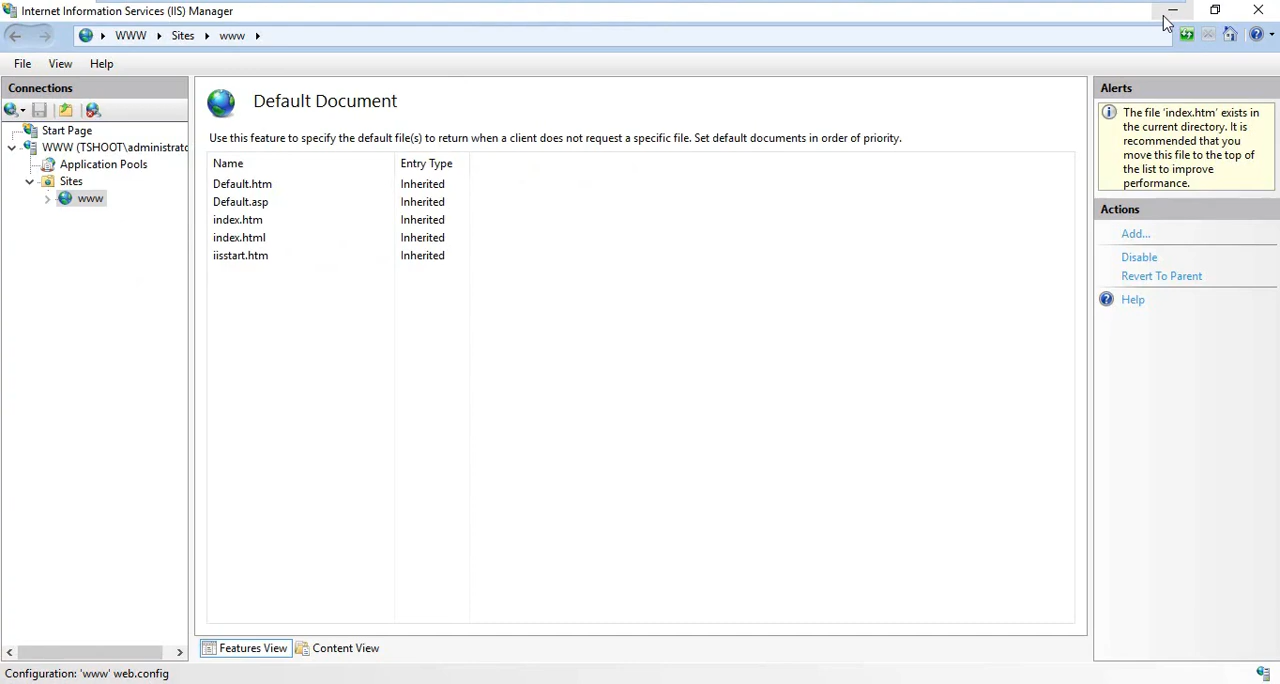 Internet Information Services (IIS) Manager
WWW Sites www
File View Help
Connections
Start Page
WWW (TSHOOT\administrato
Application Pools
Sites
www
Default Document
Use this feature to specify the default file(s) to return when a client does not request a specific file. Set default documents in order of priority.
Name Entry Type
Default.htm Inherited
Default.asp Inherited
index.htm Inherited
index.html Inherited
iisstart.htm Inherited
Features View Content View
Alerts
The file 'index.htm' exists in
the current directory. It is
recommended that you
move this file to the top of
the list to improve
performance.
Actions
Add...
Disable
Revert To Parent
Help
Configuration: 'www' web.config